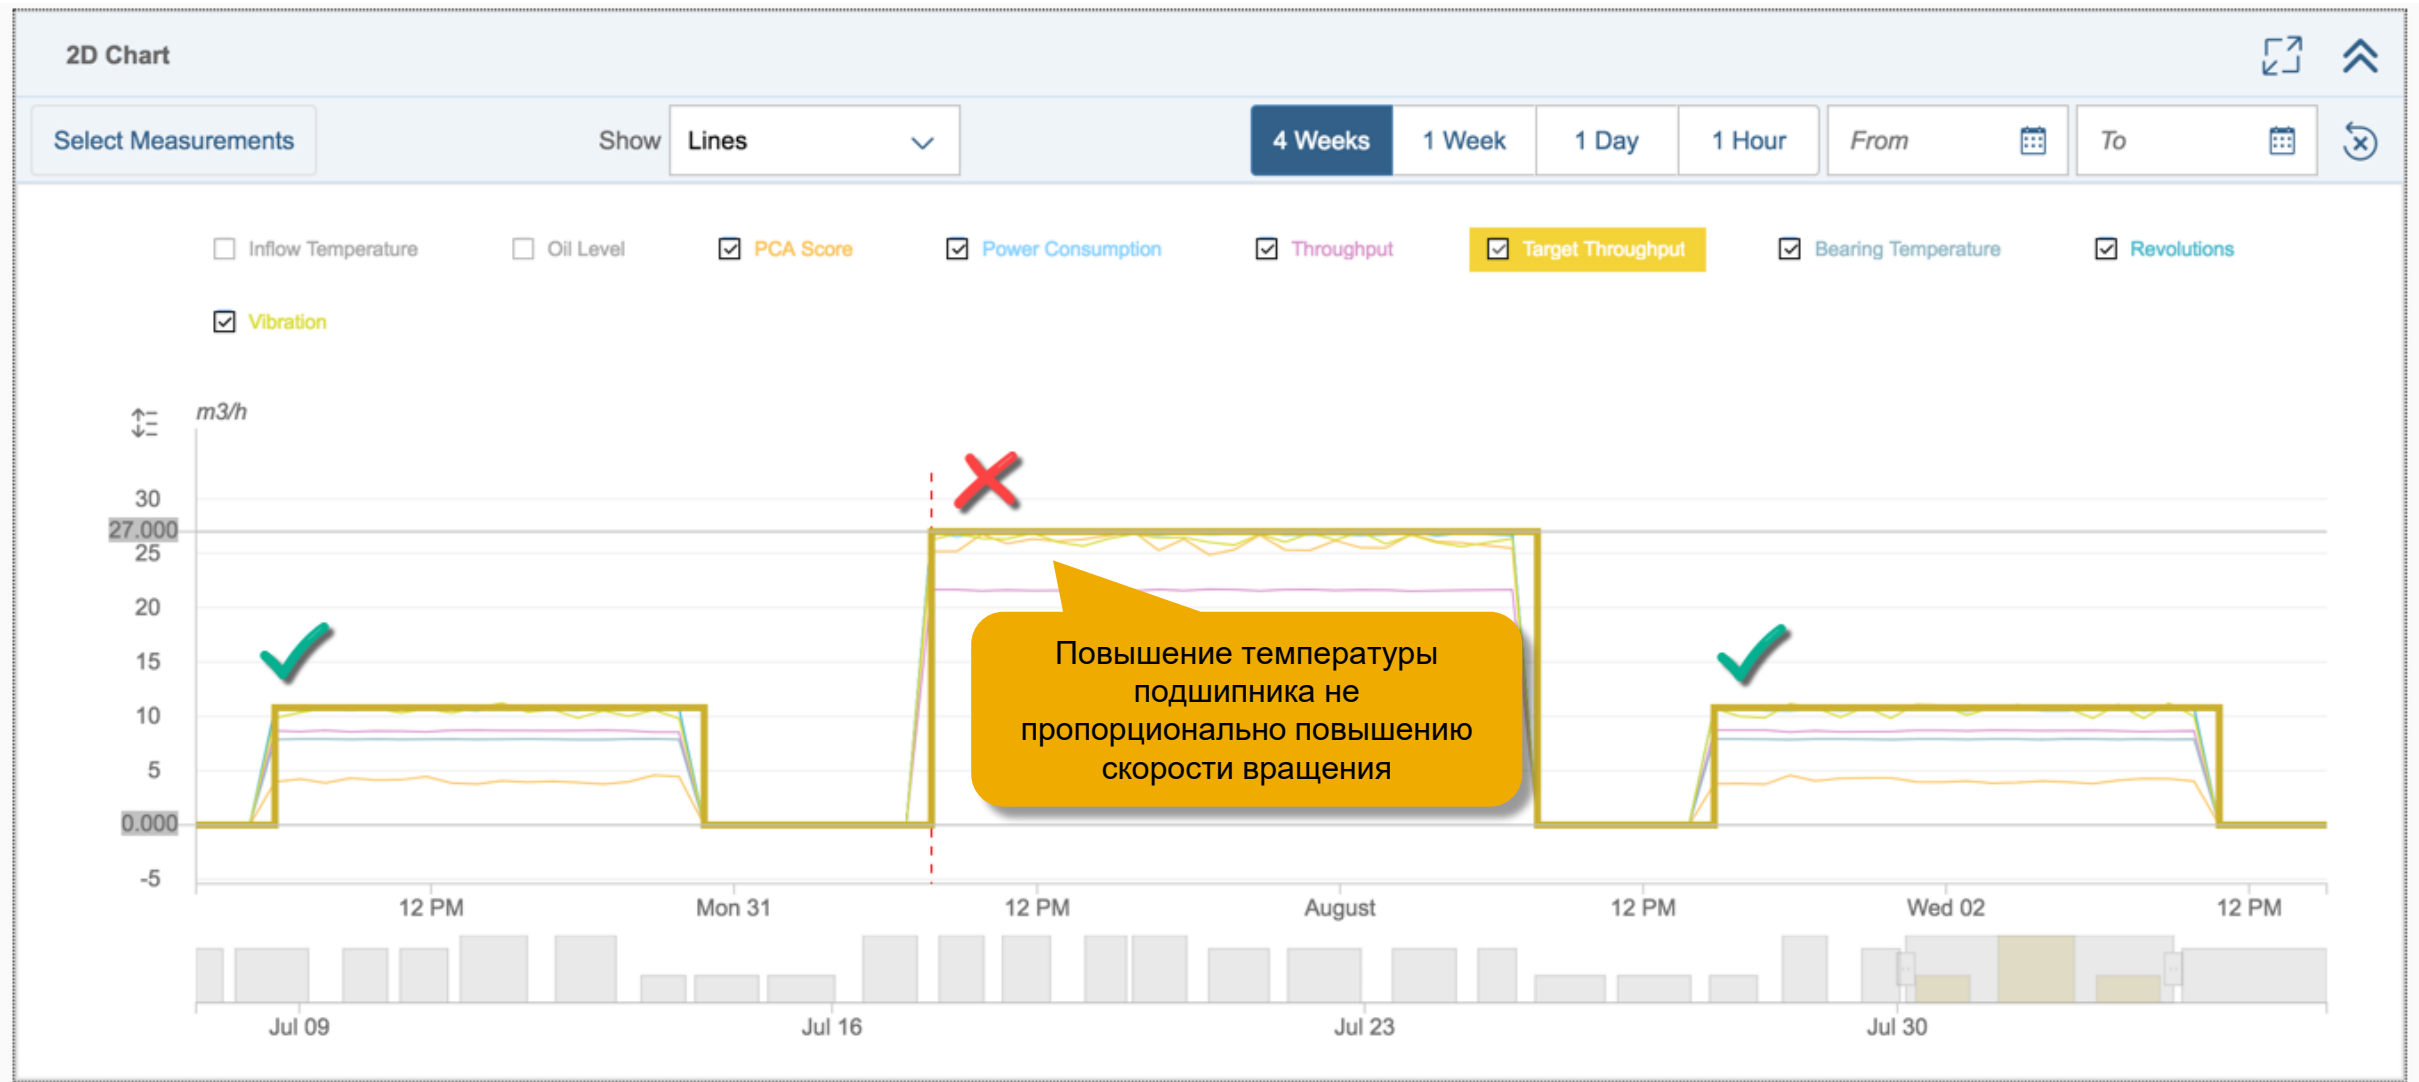 2D Chart
Select Measurements
Show
Lines
4 Weeks
1 Week
1 Day
1 Hour
From
To
Inflow Temperature
Oil Level
PCA Score
Power Consumption
Throughput
Target Throughput
Bearing Temperature
Revolutions
Vibration
m3/h
30
27.000
25
20
15
10
5
0.000
-5
Повышение температуры
подшипника не
пропорционально повышению
скорости вращения
12 PM
Mon 31
12 PM
August
12 PM
Wed 02
12 PM
Jul 09
Jul 16
Jul 23
Jul 30